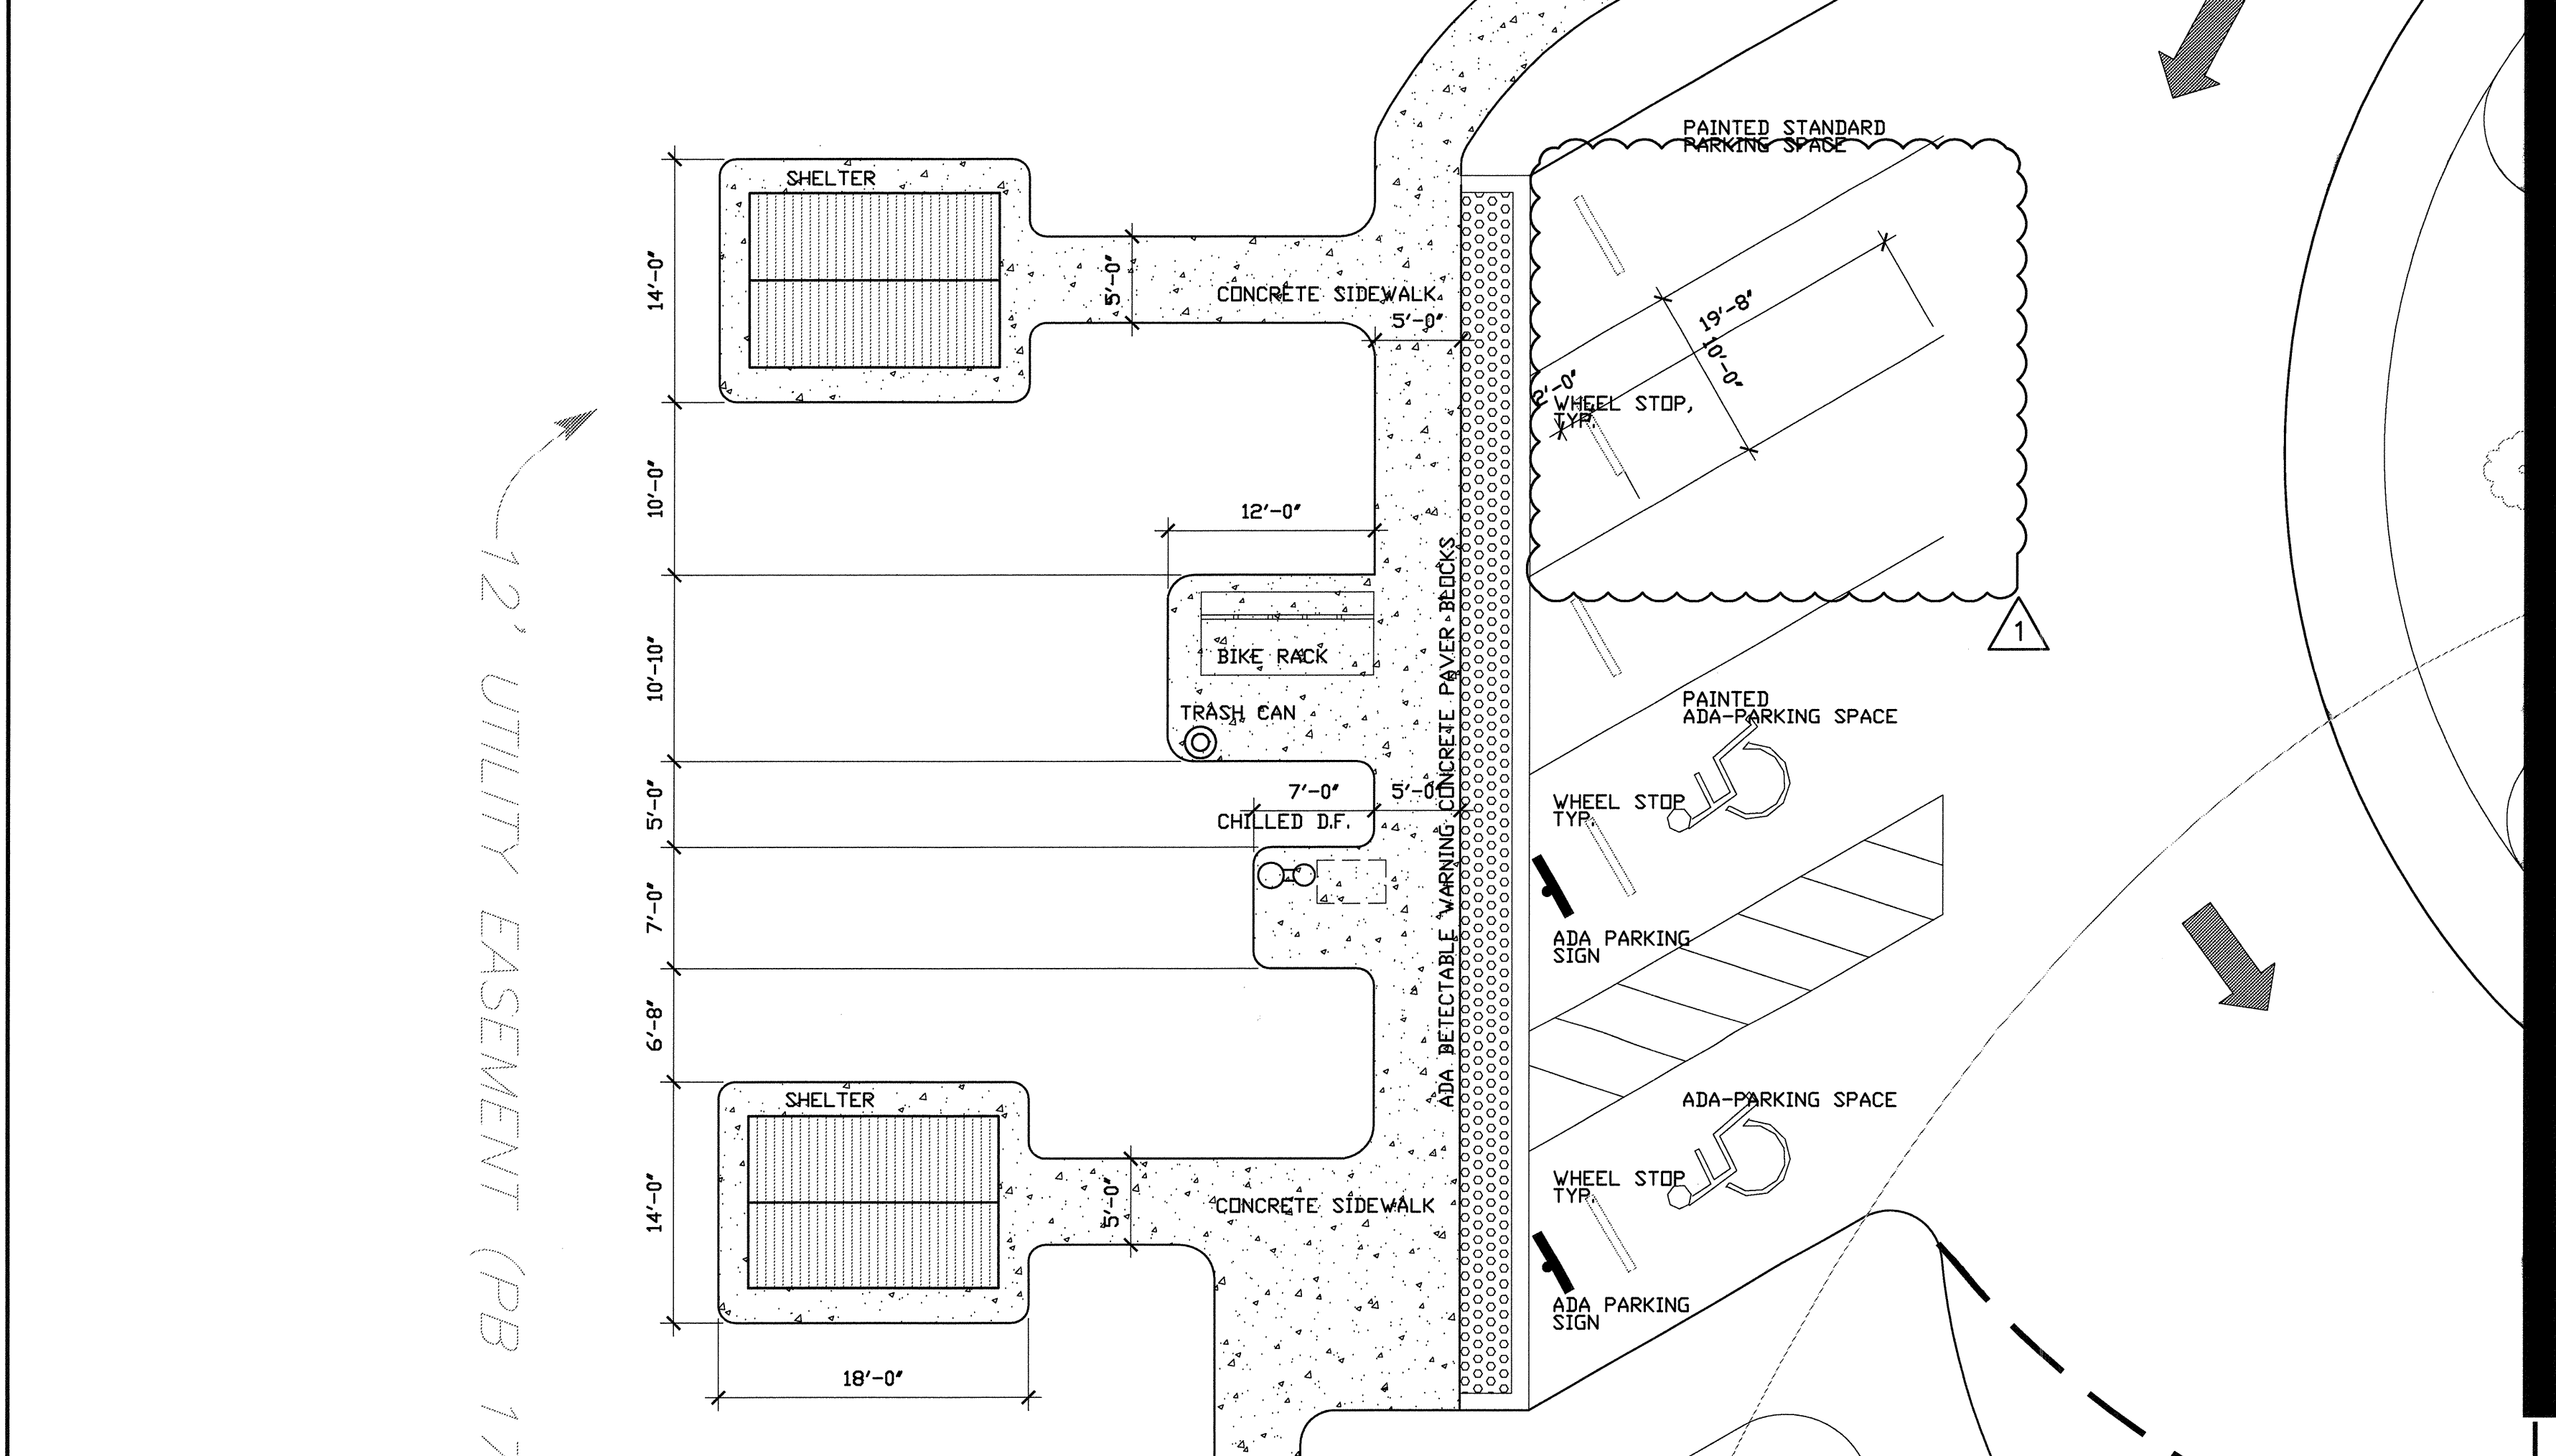 PAINTED STANDARD
PARKING SPACE
SHELTER
14'-0"
5'-0"
CONCRETE SIDEWALK
5'-0"
19'-8"
10'-0"
2'-0"
WHEEL STOP,
TYP.
10'-0"
12'-0"
1
10'-10"
BIKE RACK
TRASH CAN
ADA DETECTABLE WARNING CONCRETE PAVER BLOCKS
PAINTED
ADA-PARKING SPACE
5'-0"
7'-0"
5'-0"
CHILLED D.F.
WHEEL STOP
TYP.
7'-0"
ADA PARKING
SIGN
6'-8"
12' UTILITY EASEMENT (PB 17
SHELTER
ADA-PARKING SPACE
14'-0"
5'-0"
CONCRETE SIDEWALK
WHEEL STOP
TYP.
ADA PARKING
SIGN
18'-0"